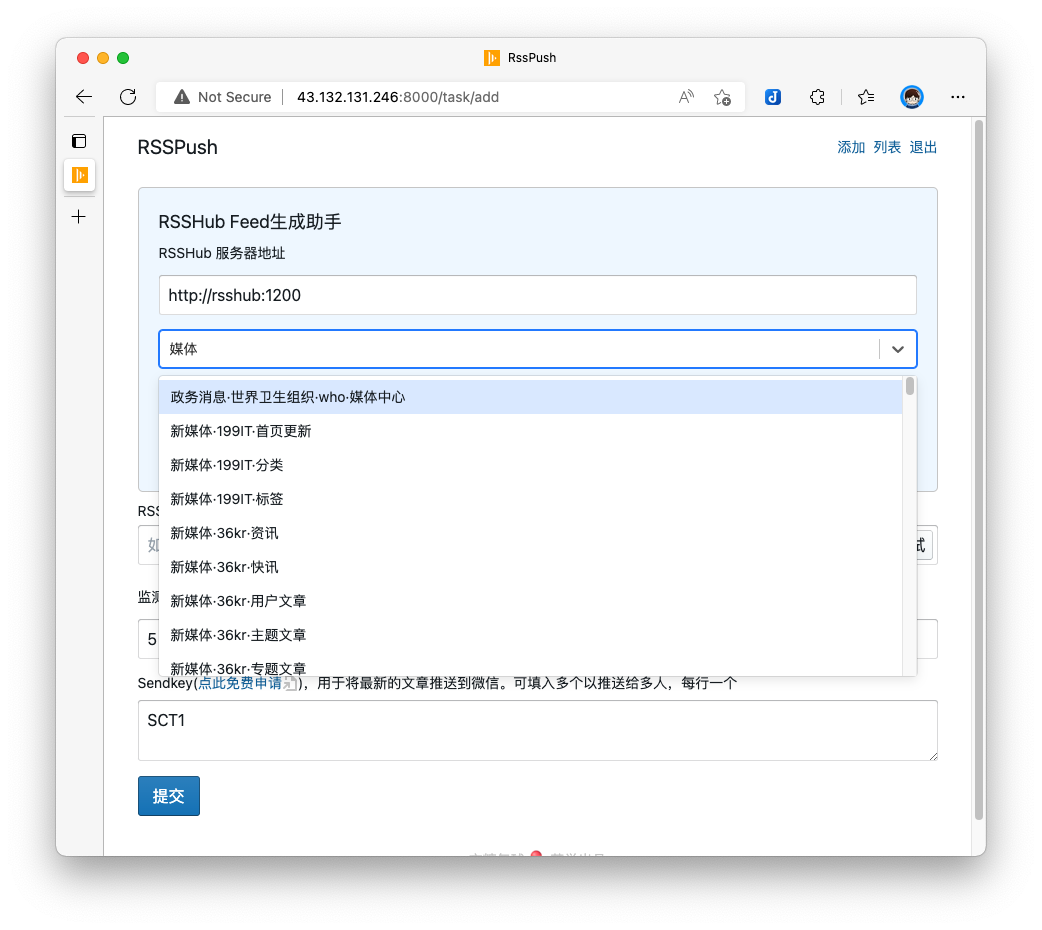 RssPush
Not Secure 43.132.131.246:8000/task/add
RSSPush 添加 列表 退出
RSSHub Feed生成助手
RSSHub 服务器地址
http://rsshub:1200
媒体
政务消息·世界卫生组织·who·媒体中心
新媒体·199IT·首页更新
新媒体·199IT·分类
新媒体·199IT·标签
新媒体·36kr·资讯
RSS
新媒体·36kr·快讯
如 试
新媒体·36kr·用户文章
监测
新媒体·36kr·主题文章
5
新媒体·36kr·专题文章
Sendkey(点此免费申请)，用于将最新的文章推送到微信。可填入多个以推送给多人，每行一个
SCT1
提交